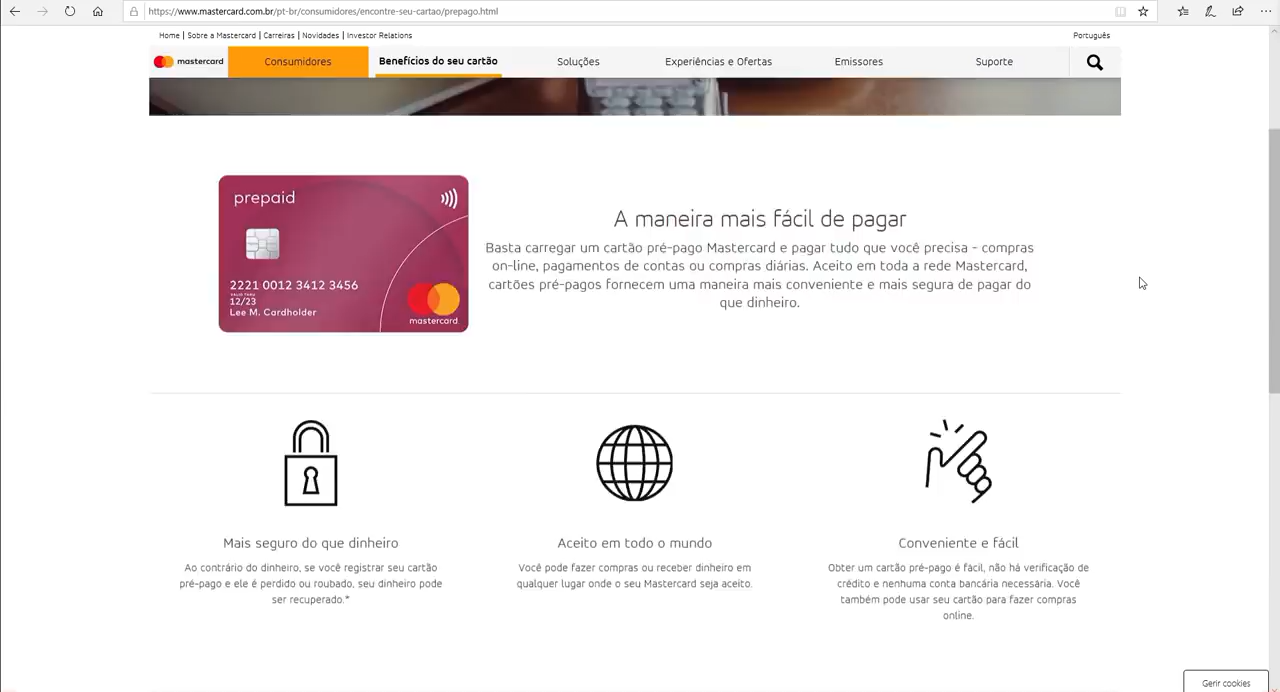 https://www.mastercard.com.br/pt-br/consumidores/encontre-seu-cartao/prepago.html
Home | Sobre a Mastercard | Carreiras | Novidades | Investor Relations
Português
mastercard
Consumidores
Benefícios do seu cartão
Soluções
Experiências e Ofertas
Emissores
Suporte
prepaid
2221 0012 3412 3456
VALID THRU
12/23
Lee M. Cardholder
mastercard
A maneira mais fácil de pagar
Basta carregar um cartão pré-pago Mastercard e pagar tudo que você precisa - compras
on-line, pagamentos de contas ou compras diárias. Aceito em toda a rede Mastercard,
cartões pré-pagos fornecem uma maneira mais conveniente e mais segura de pagar do
que dinheiro.
Mais seguro do que dinheiro
Ao contrário do dinheiro, se você registrar seu cartão
pré-pago e ele é perdido ou roubado, seu dinheiro pode
ser recuperado.*
Aceito em todo o mundo
Você pode fazer compras ou receber dinheiro em
qualquer lugar onde o seu Mastercard seja aceito.
Conveniente e fácil
Obter um cartão pré-pago é fácil, não há verificação de
crédito e nenhuma conta bancária necessária. Você
também pode usar seu cartão para fazer compras
online.
Gerir cookies